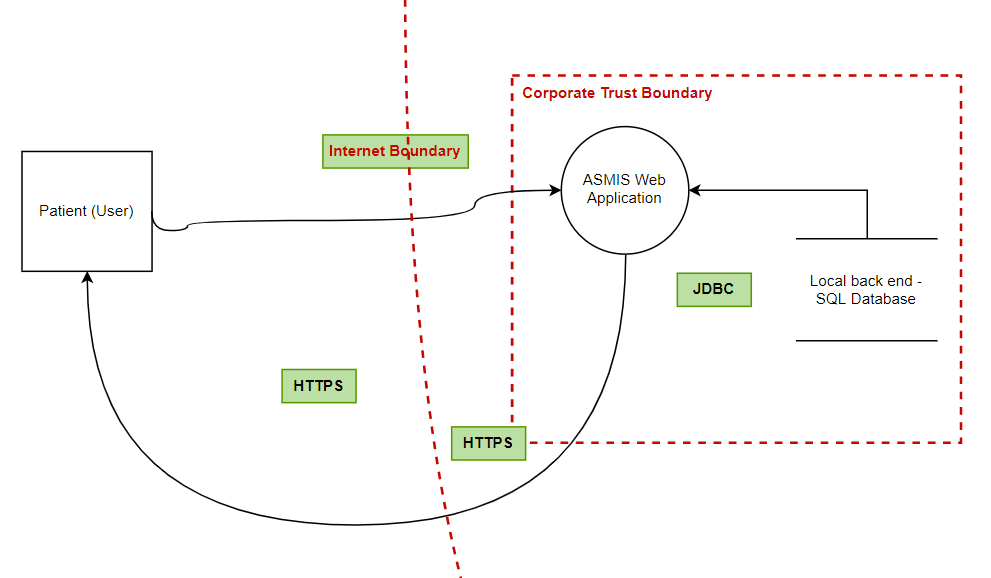 Corporate Trust Boundary
Internet Boundary
ASMIS Web
Application
Patient (User)
Local back end -
SQL Database
JDBC
HTTPS
HTTPS